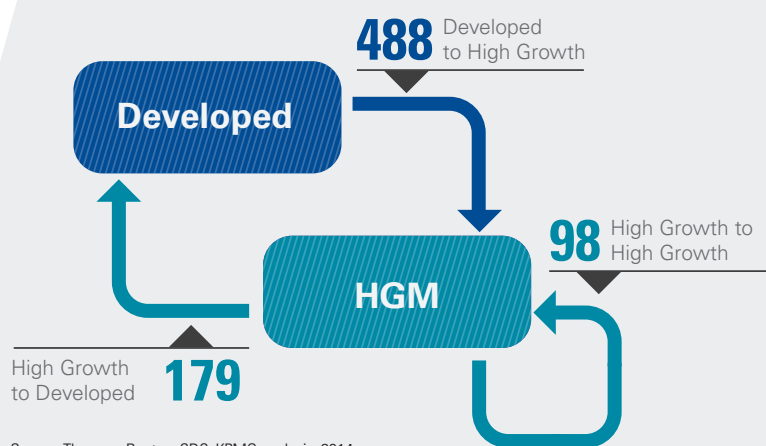 488 Developed
to High Growth
Developed
98 High Growth to
High Growth
HGM
High Growth
to Developed 179